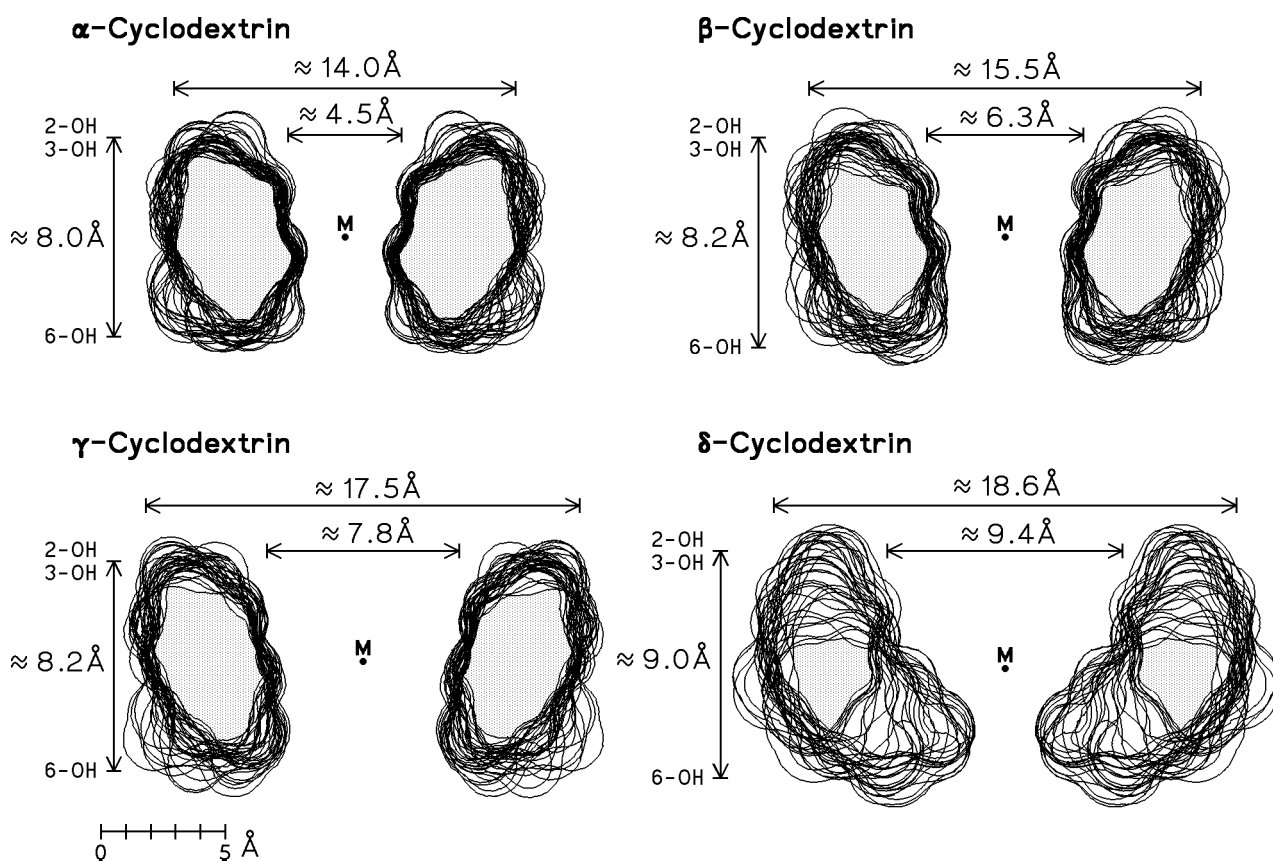 α-Cyclodextrin
≈ 14.0Å
≈ 4.5Å
2-OH
3-OH
M
≈ 8.0Å
6-OH
β-Cyclodextrin
≈ 15.5Å
≈ 6.3Å
2-OH
3-OH
M
≈ 8.2Å
6-OH
γ-Cyclodextrin
≈ 17.5Å
≈ 7.8Å
2-OH
3-OH
M
≈ 8.2Å
6-OH
δ-Cyclodextrin
≈ 18.6Å
≈ 9.4Å
2-OH
3-OH
M
≈ 9.0Å
6-OH
0 5 Å